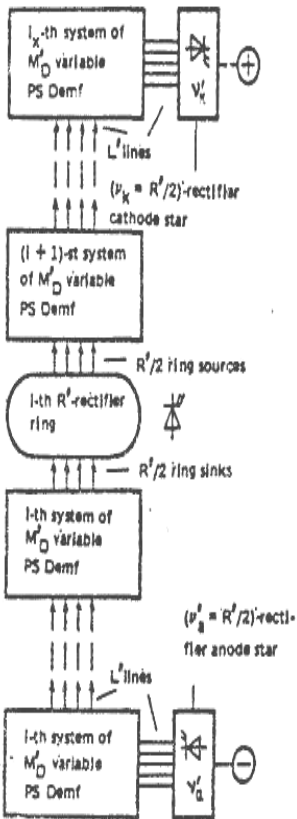 I_x-th system of
M'_D variable
PS Demf
ν'_K
+
L' lines
(ν_k = R'/2)-rectifier
cathode star
(i + 1)-st system
of M'_D variable
PS Demf
R'/2 ring sources
i-th R'-rectifier
ring
R'/2 ring sinks
i-th system of
M'_D variable
PS Demf
(ν'_a = R'/2)'-recti-
fier anode star
L' lines
i-th system of
M'_D variable
PS Demf
ν'_a
−